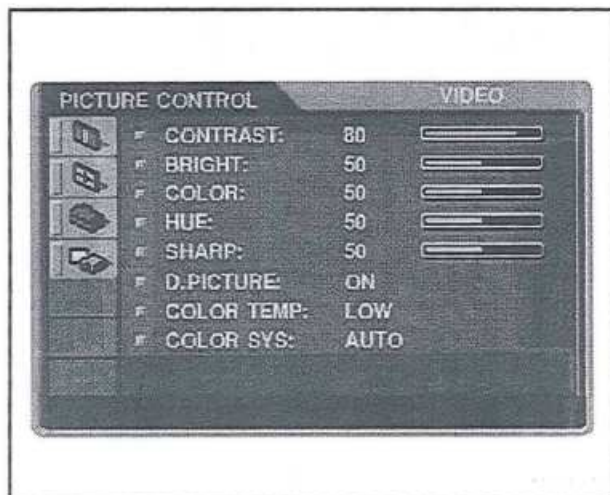 PICTURE CONTROL VIDEO
CONTRAST: 80
BRIGHT: 50
COLOR: 50
HUE: 50
SHARP: 50
D.PICTURE: ON
COLOR TEMP: LOW
COLOR SYS: AUTO